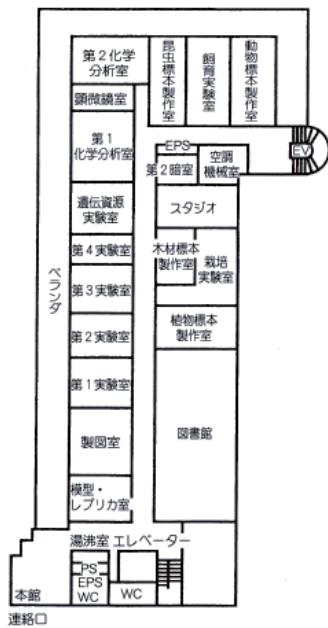 第2化学
分析室
昆虫標本製作室
飼育実験室
動物標本製作室
顕微鏡室
第1
化学分析室
EPS
第2暗室
空調
機械室
EV
遺伝資源
実験室
スタジオ
第4実験室
木材標本
製作室
栽培
実験室
ベランダ
第3実験室
第2実験室
植物標本
製作室
第1実験室
図書館
製図室
模型・
レプリカ室
湯沸室
エレベーター
PS
EPS
WC
WC
本館
連絡口